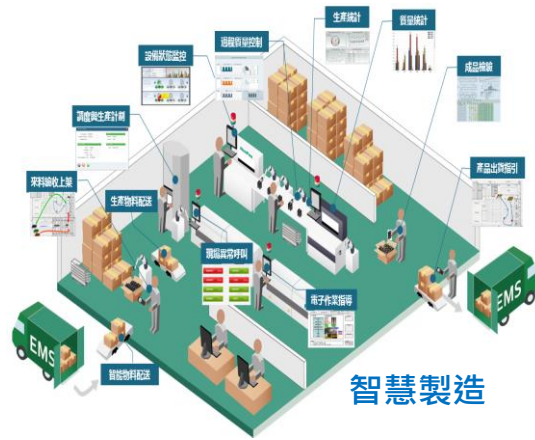 生產統計
質量統計
過程質量控制
設備狀態監控
成品檢驗
調度與生產計劃
產品出貨指引
來料驗收上架
生產物料配送
現場異常呼叫
電子作業指導
EMS
EMS
智能物料配送
智慧製造